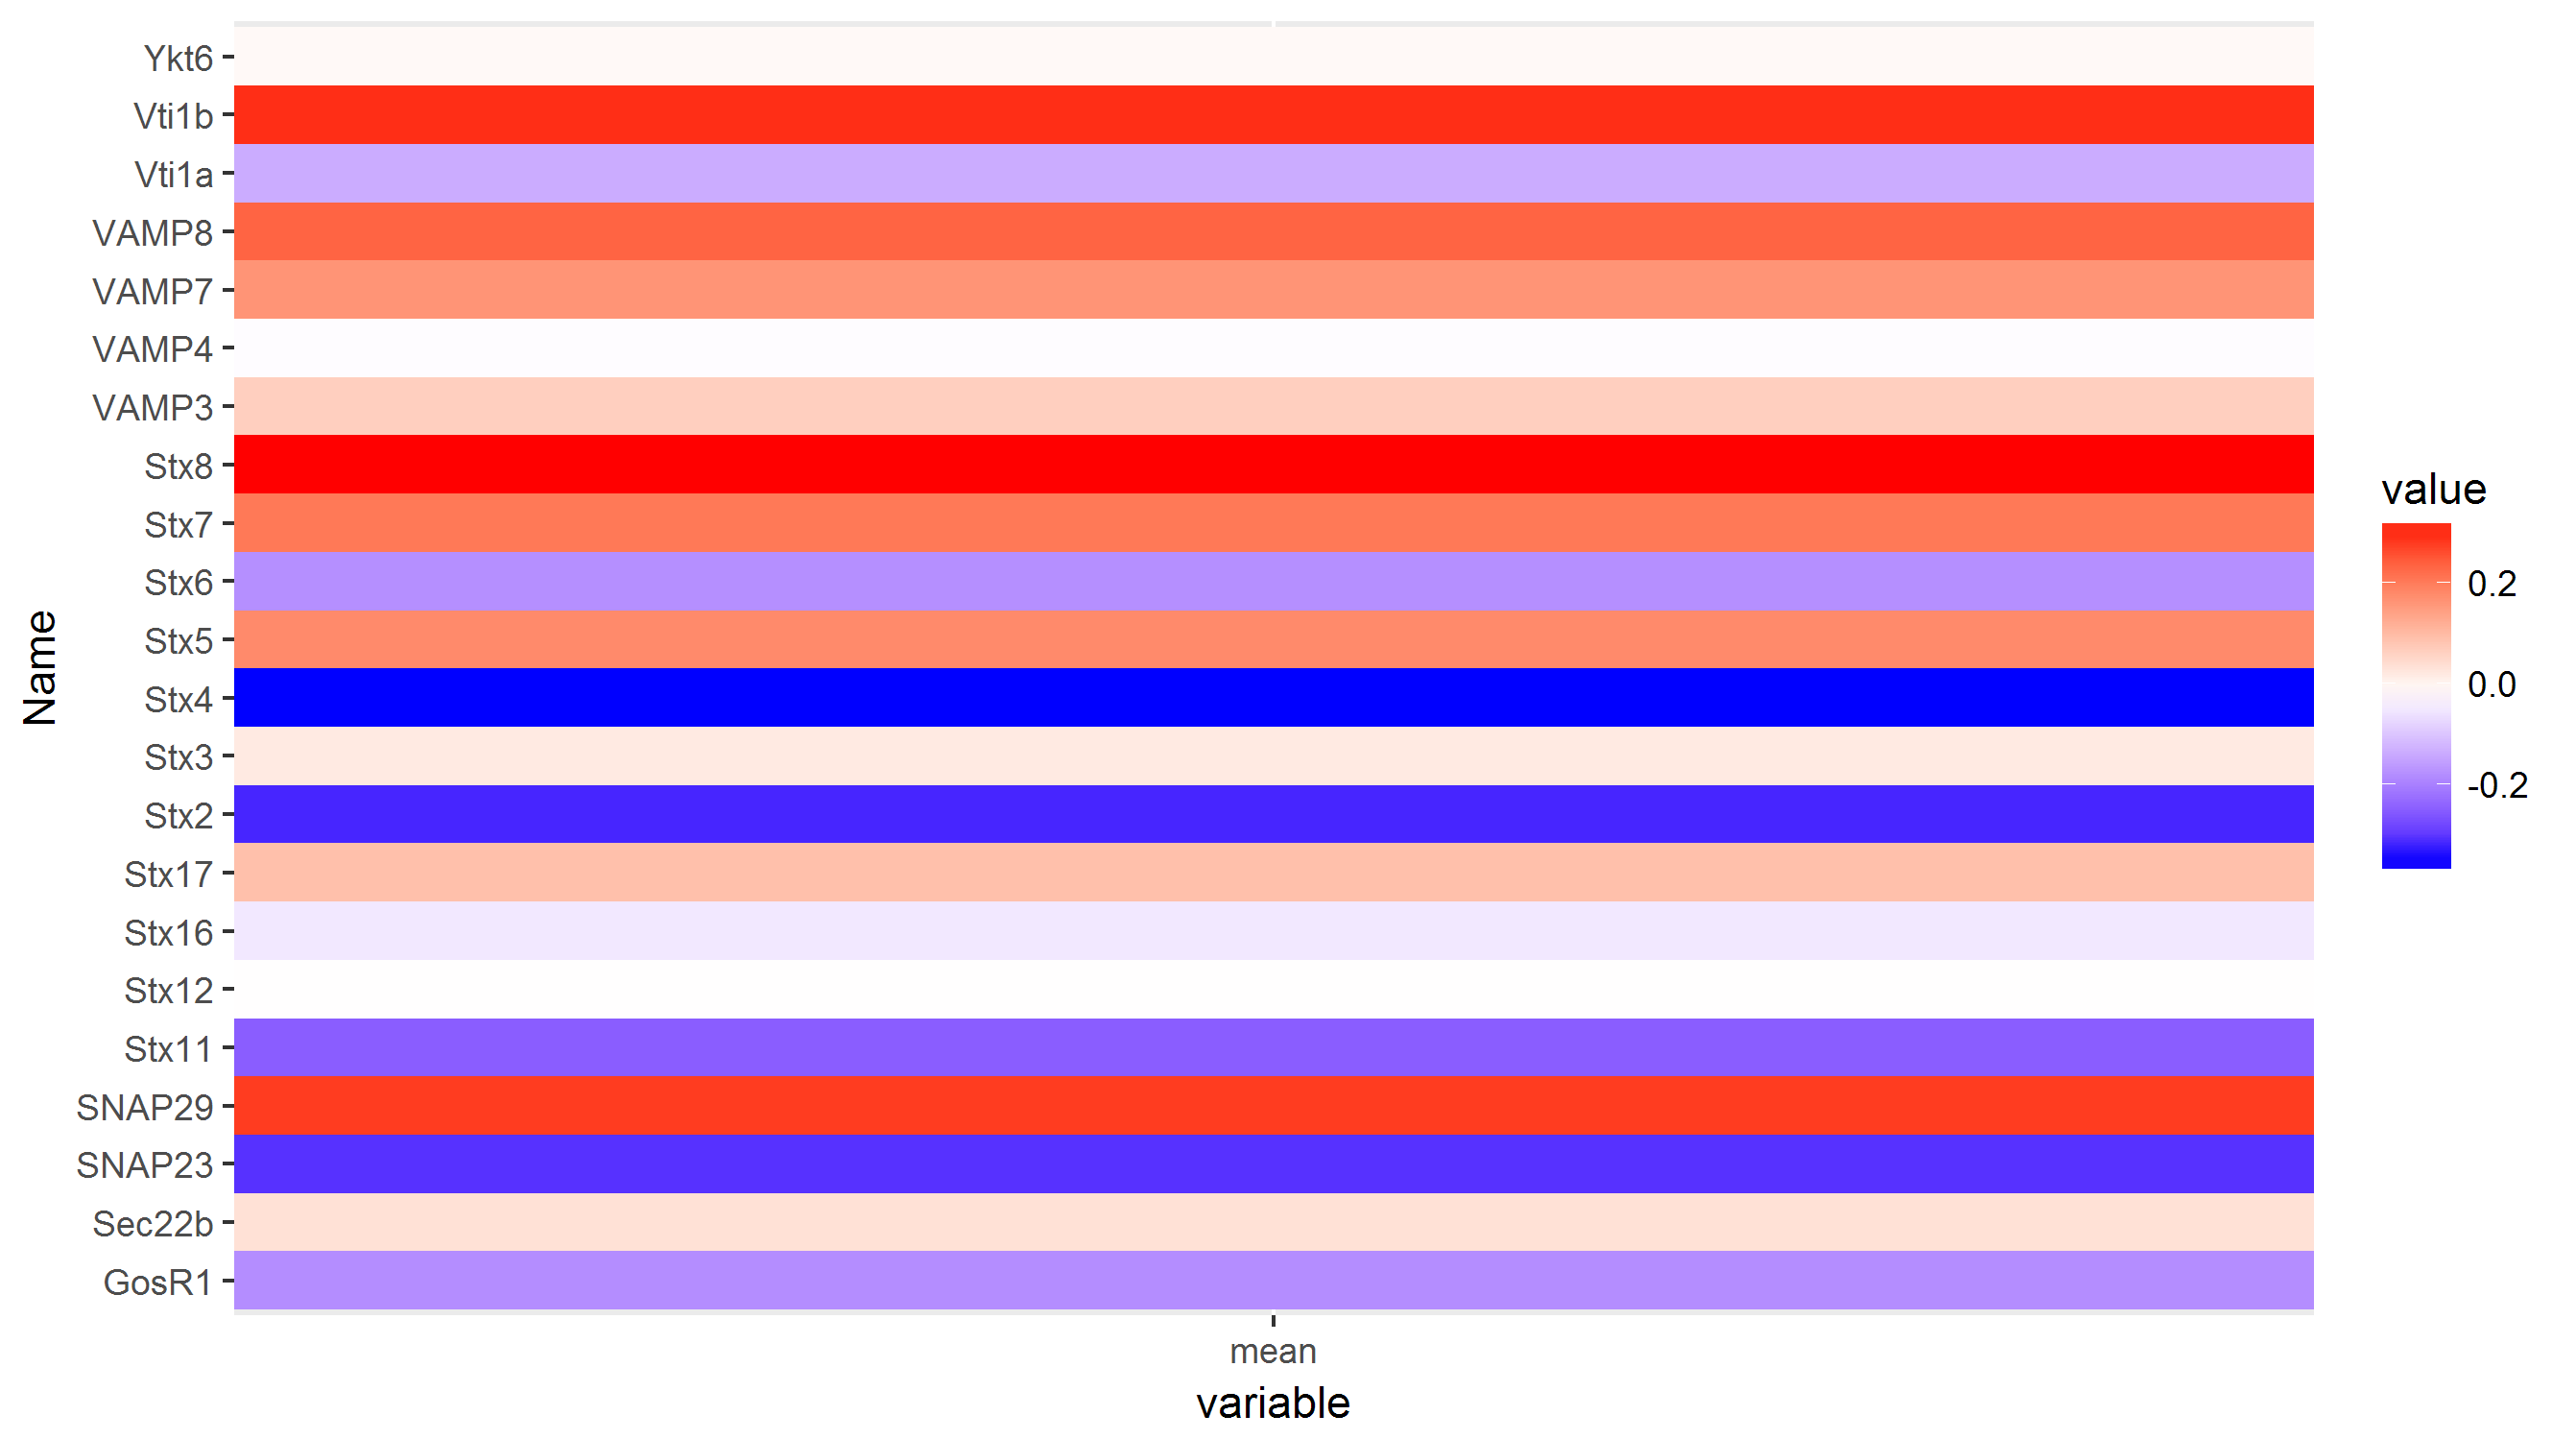 Name
Ykt6
Vti1b
Vti1a
VAMP8
VAMP7
VAMP4
VAMP3
Stx8
Stx7
Stx6
Stx5
Stx4
Stx3
Stx2
Stx17
Stx16
Stx12
Stx11
SNAP29
SNAP23
Sec22b
GosR1
mean
variable
value
0.2
0.0
-0.2